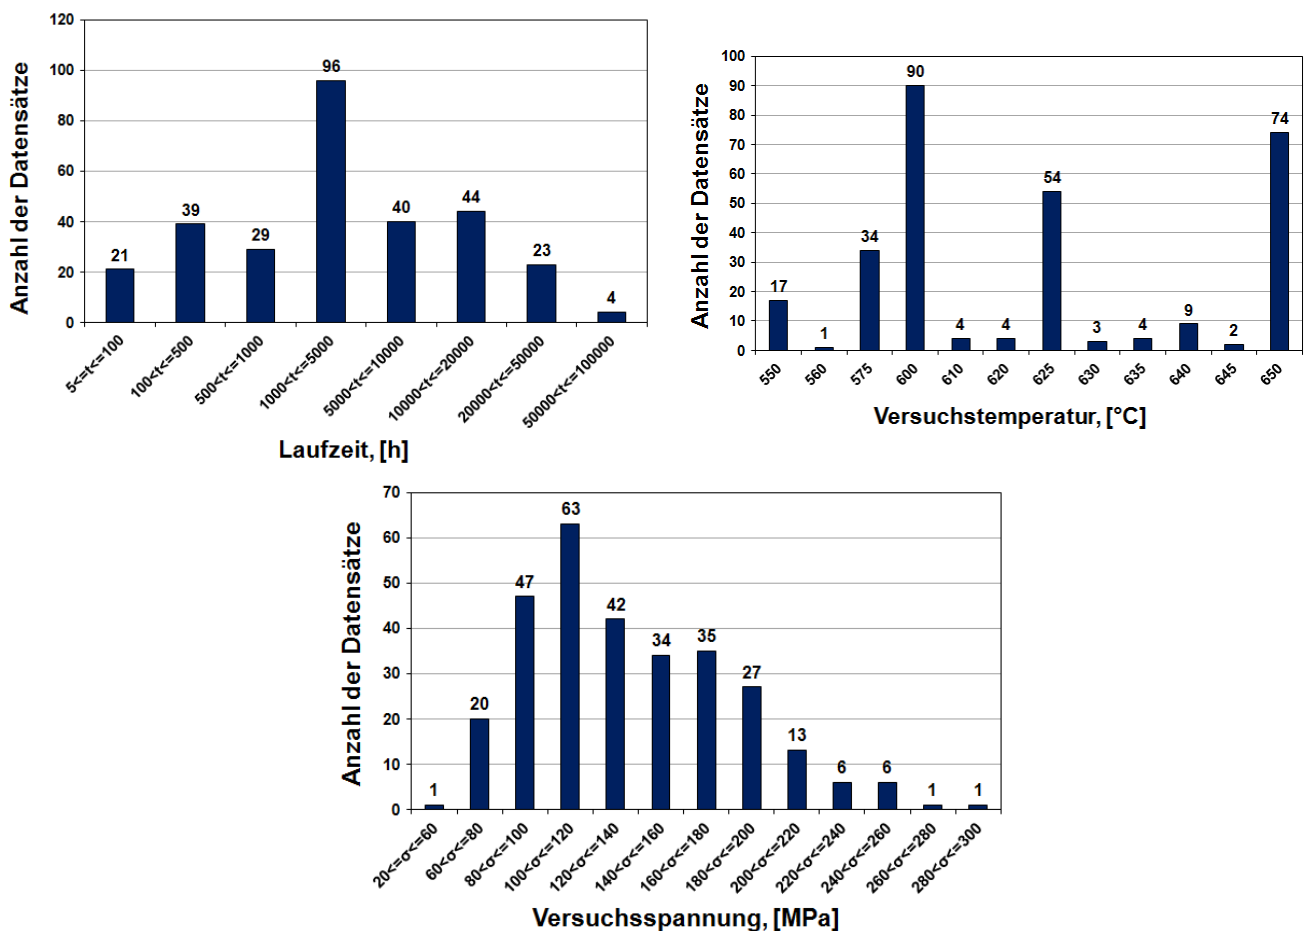 Anzahl der Datensätze
120
100
80
60
40
20
0
21
39
29
96
40
44
23
4
5<=t<=100
100<t<=500
500<t<=1000
1000<t<=5000
5000<t<=10000
10000<t<=20000
20000<t<=50000
50000<t<=100000
Laufzeit, [h]
Anzahl der Datensätze
100
90
80
70
60
50
40
30
20
10
0
17
1
34
90
4
4
54
3
4
9
2
74
550
560
575
600
610
620
625
630
635
640
645
650
Versuchstemperatur, [°C]
Anzahl der Datensätze
70
60
50
40
30
20
10
0
1
20
47
63
42
34
35
27
13
6
6
1
1
20<=σ<=60
60<σ<=80
80<σ<=100
100<σ<=120
120<σ<=140
140<σ<=160
160<σ<=180
180<σ<=200
200<σ<=220
220<σ<=240
240<σ<=260
260<σ<=280
280<σ<=300
Versuchsspannung, [MPa]